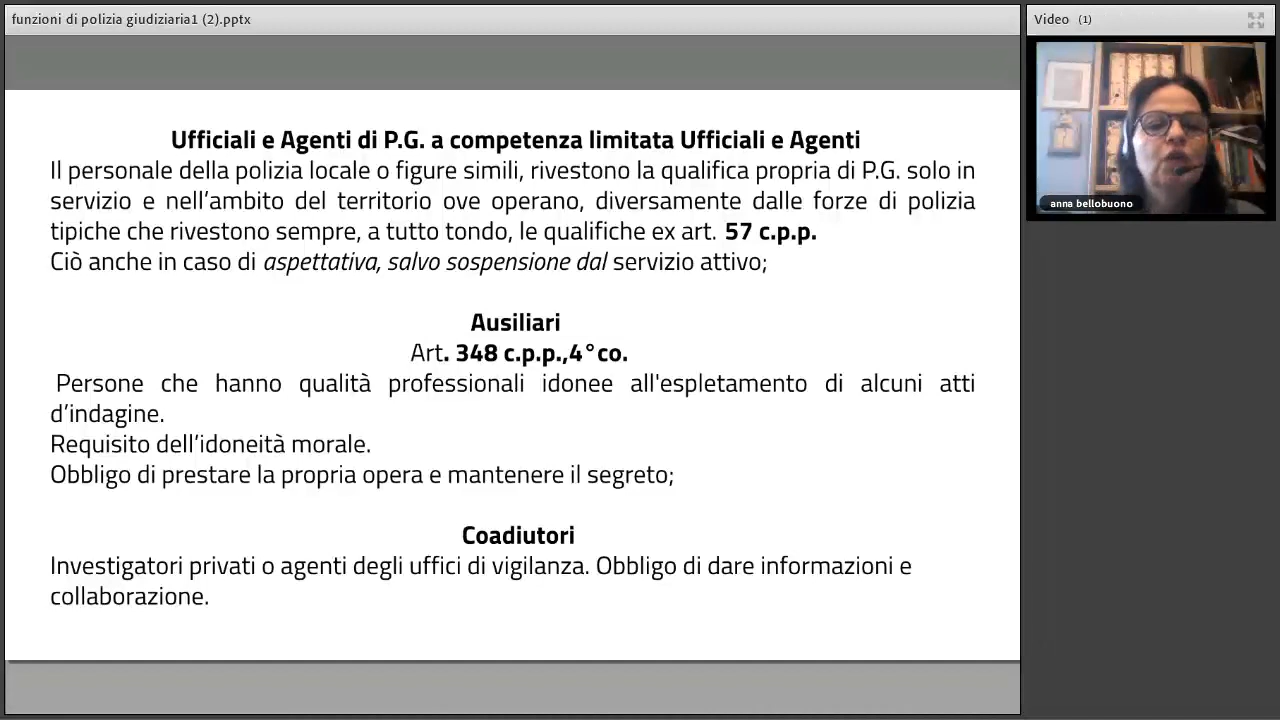 funzioni di polizia giudiziaria1 (2).pptx
Video (1)
anna bellobuono
Ufficiali e Agenti di P.G. a competenza limitata Ufficiali e Agenti
Il personale della polizia locale o figure simili, rivestono la qualifica propria di P.G. solo in
servizio e nell’ambito del territorio ove operano, diversamente dalle forze di polizia
tipiche che rivestono sempre, a tutto tondo, le qualifiche ex art. 57 c.p.p.
Ciò anche in caso di aspettativa, salvo sospensione dal servizio attivo;
Ausiliari
Art. 348 c.p.p.,4°co.
Persone che hanno qualità professionali idonee all'espletamento di alcuni atti
d’indagine.
Requisito dell’idoneità morale.
Obbligo di prestare la propria opera e mantenere il segreto;
Coadiutori
Investigatori privati o agenti degli uffici di vigilanza. Obbligo di dare informazioni e
collaborazione.